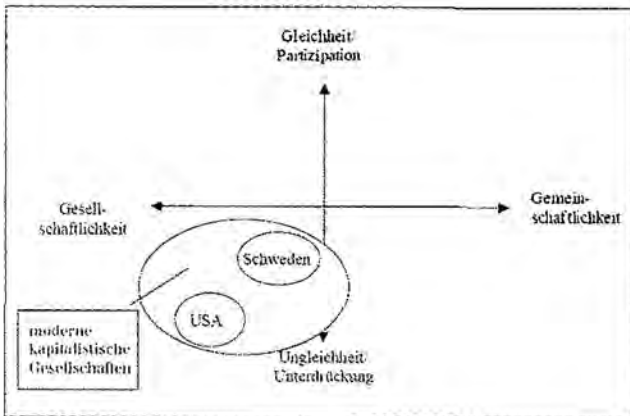 Gleichheit/
Partizipation
Gesell-
schaftlichkeit
Gemein-
schaftlichkeit
Schweden
USA
moderne
kapitalistische
Gesellschaften
Ungleichheit/
Unterdrückung